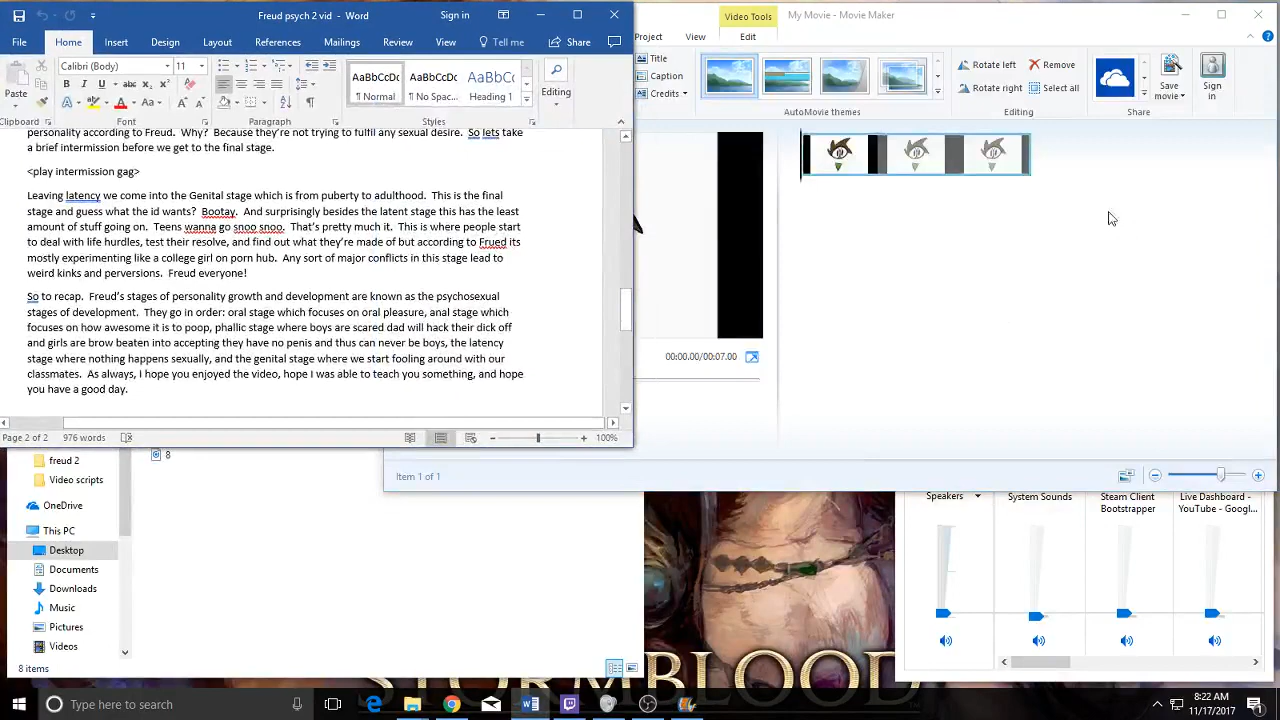 Freud psych 2 vid - Word
Sign in
File Home Insert Design Layout References Mailings Review View Tell me Share
Paste
Calibri (Body) 11
B I U
AaBbCcDc AaBbCcDc AaBbCc
¶ Normal ¶ No Spac... Heading 1
Editing
Clipboard Font Paragraph Styles
personality according to Freud. Why? Because they're not trying to fulfil any sexual desire. So lets take
a brief intermission before we get to the final stage.
<play intermission gag>
Leaving latency we come into the Genital stage which is from puberty to adulthood. This is the final
stage and guess what the id wants? Bootay. And surprisingly besides the latent stage this has the least
amount of stuff going on. Teens wanna go snoo snoo. That's pretty much it. This is where people start
to deal with life hurdles, test their resolve, and find out what they're made of but according to Frued its
mostly experimenting like a college girl on porn hub. Any sort of major conflicts in this stage lead to
weird kinks and perversions. Freud everyone!
So to recap. Freud's stages of personality growth and development are known as the psychosexual
stages of development. They go in order: oral stage which focuses on oral pleasure, anal stage which
focuses on how awesome it is to poop, phallic stage where boys are scared dad will hack their dick off
and girls are brow beaten into accepting they have no penis and thus can never be boys, the latency
stage where nothing happens sexually, and the genital stage where we start fooling around with our
classmates. As always, I hope you enjoyed the video, hope I was able to teach you something, and hope
you have a good day.
Page 2 of 2 976 words
100%
Video Tools
My Movie - Movie Maker
Project View Edit
Title
Caption
Credits
AutoMovie themes
Rotate left Remove
Rotate right Select all
Editing
Save
movie
Sign
in
Share
00:00.00/00:07.00
Item 1 of 1
freud 2
Video scripts
OneDrive
This PC
Desktop
Documents
Downloads
Music
Pictures
Videos
8
8 items
Speakers
System Sounds
Steam Client
Bootstrapper
Live Dashboard -
YouTube - Googl...
STORMBLOOD
Type here to search
8:22 AM
11/17/2017